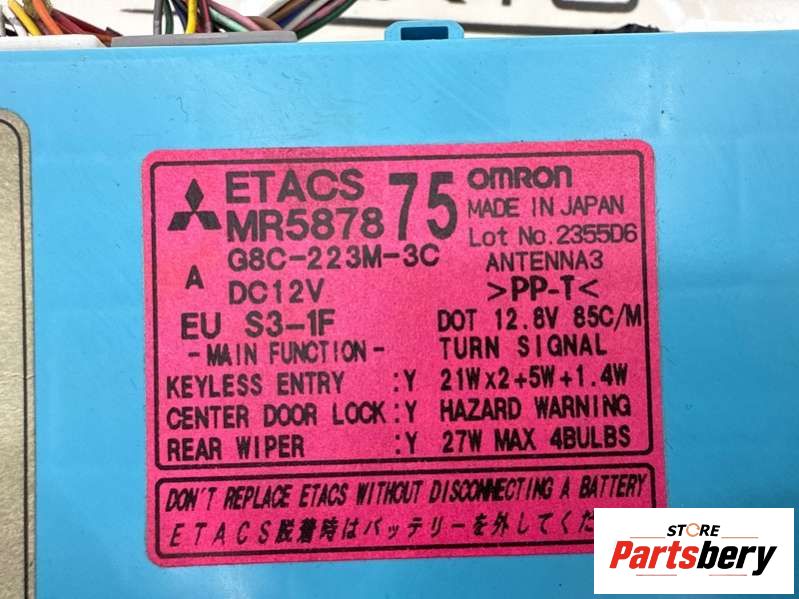 ETACS 75 OMRON
MR5878 MADE IN JAPAN
Lot No.2355D6
A G8C-223M-3C ANTENNA3
DC12V >PP-T<
EU S3-1F DOT 12.8V 85C/M
-MAIN FUNCTION- TURN SIGNAL
KEYLESS ENTRY :Y 21W×2+5W+1.4W
CENTER DOOR LOCK:Y HAZARD WARNING
REAR WIPER :Y 27W MAX 4BULBS
DON'T REPLACE ETACS WITHOUT DISCONNECTING A BATTERY
ETACS脱着時はバッテリーを外してく
STORE
Partsbery